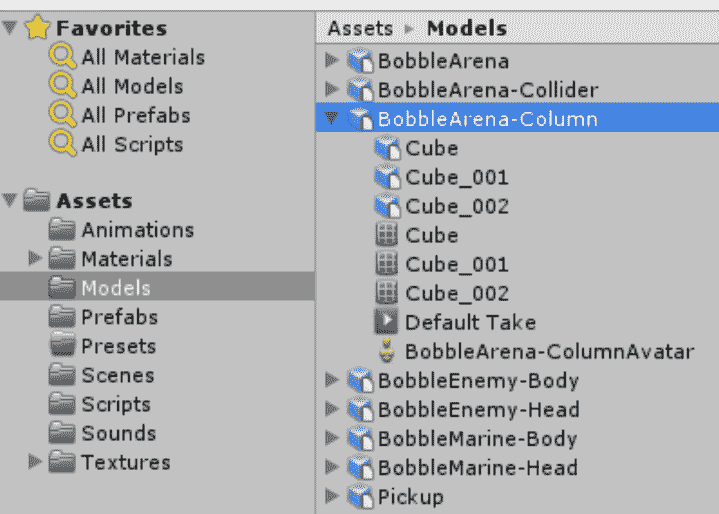 Favorites
All Materials
All Models
All Prefabs
All Scripts
Assets
Animations
Materials
Models
Prefabs
Presets
Scenes
Scripts
Sounds
Textures
Assets ▸ Models
BobbleArena
BobbleArena-Collider
BobbleArena-Column
Cube
Cube_001
Cube_002
Cube
Cube_001
Cube_002
Default Take
BobbleArena-ColumnAvatar
BobbleEnemy-Body
BobbleEnemy-Head
BobbleMarine-Body
BobbleMarine-Head
Pickup